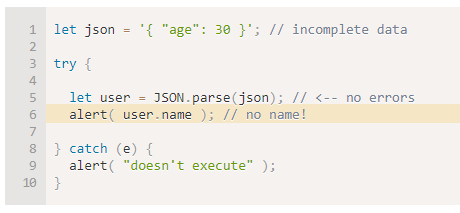 1 let json = '{ "age": 30 }'; // incomplete data
2
3 try {
4
5   let user = JSON.parse(json); // <-- no errors
6   alert( user.name ); // no name!
7
8 } catch (e) {
9   alert( "doesn't execute" );
10 }